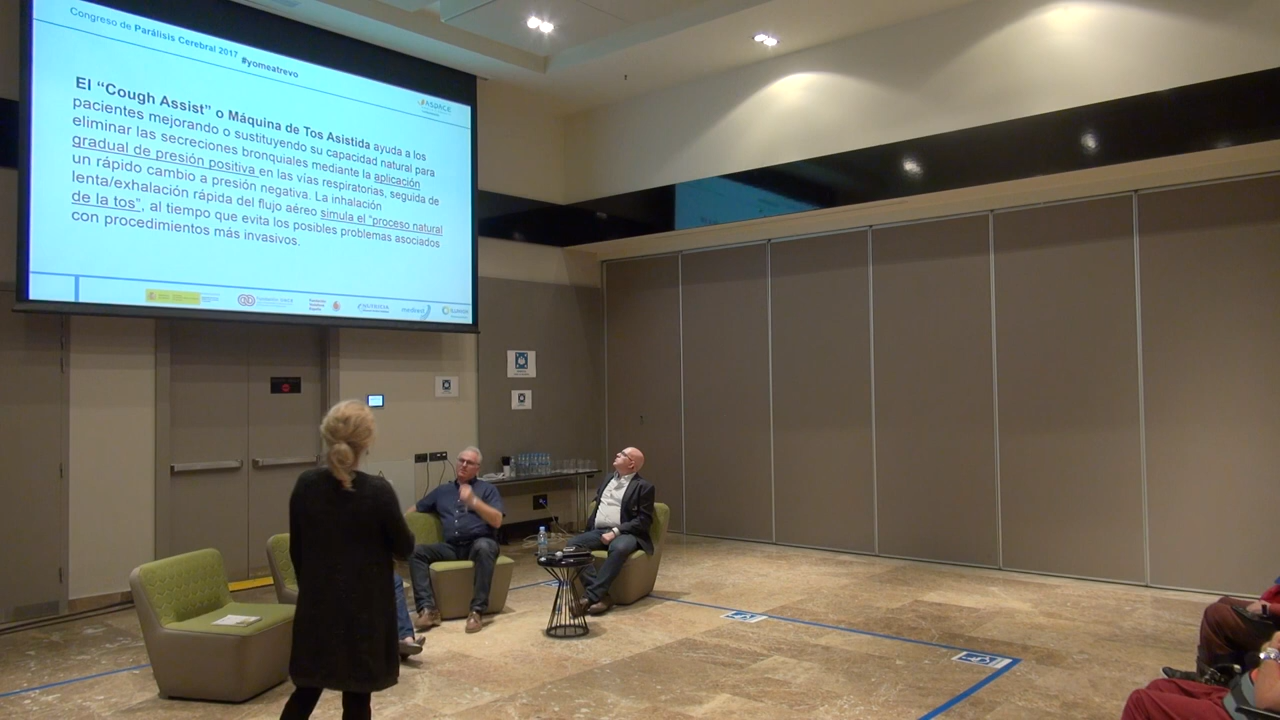 Congreso de Parálisis Cerebral 2017
#yomeatrevo
ASPACE
El “Cough Assist” o Máquina de Tos Asistida ayuda a los
pacientes mejorando o sustituyendo su capacidad natural para
eliminar las secreciones bronquiales mediante la aplicación
gradual de presión positiva en las vías respiratorias, seguida de
un rápido cambio a presión negativa. La inhalación
lenta/exhalación rápida del flujo aéreo simula el “proceso natural
de la tos”, al tiempo que evita los posibles problemas asociados
con procedimientos más invasivos.